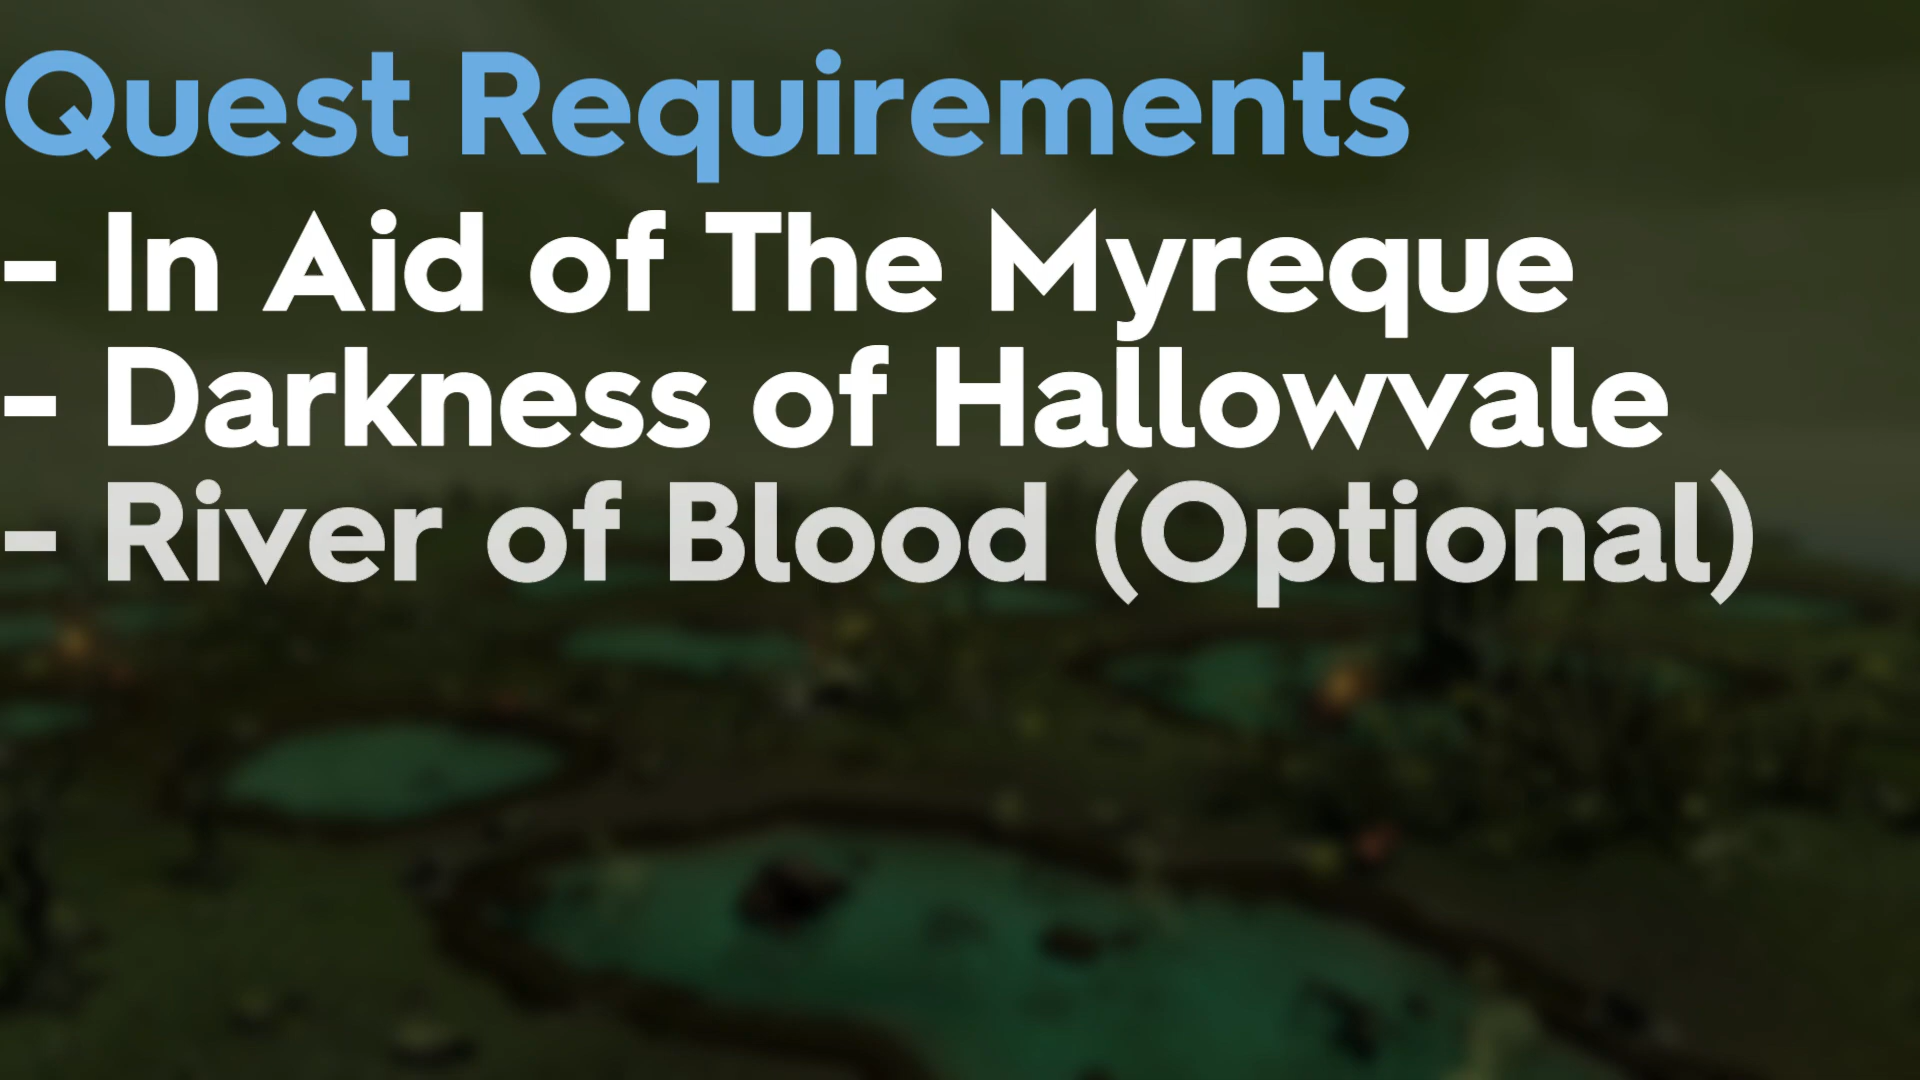 Quest Requirements
- In Aid of The Myreque
- Darkness of Hallowvale
- River of Blood (Optional)